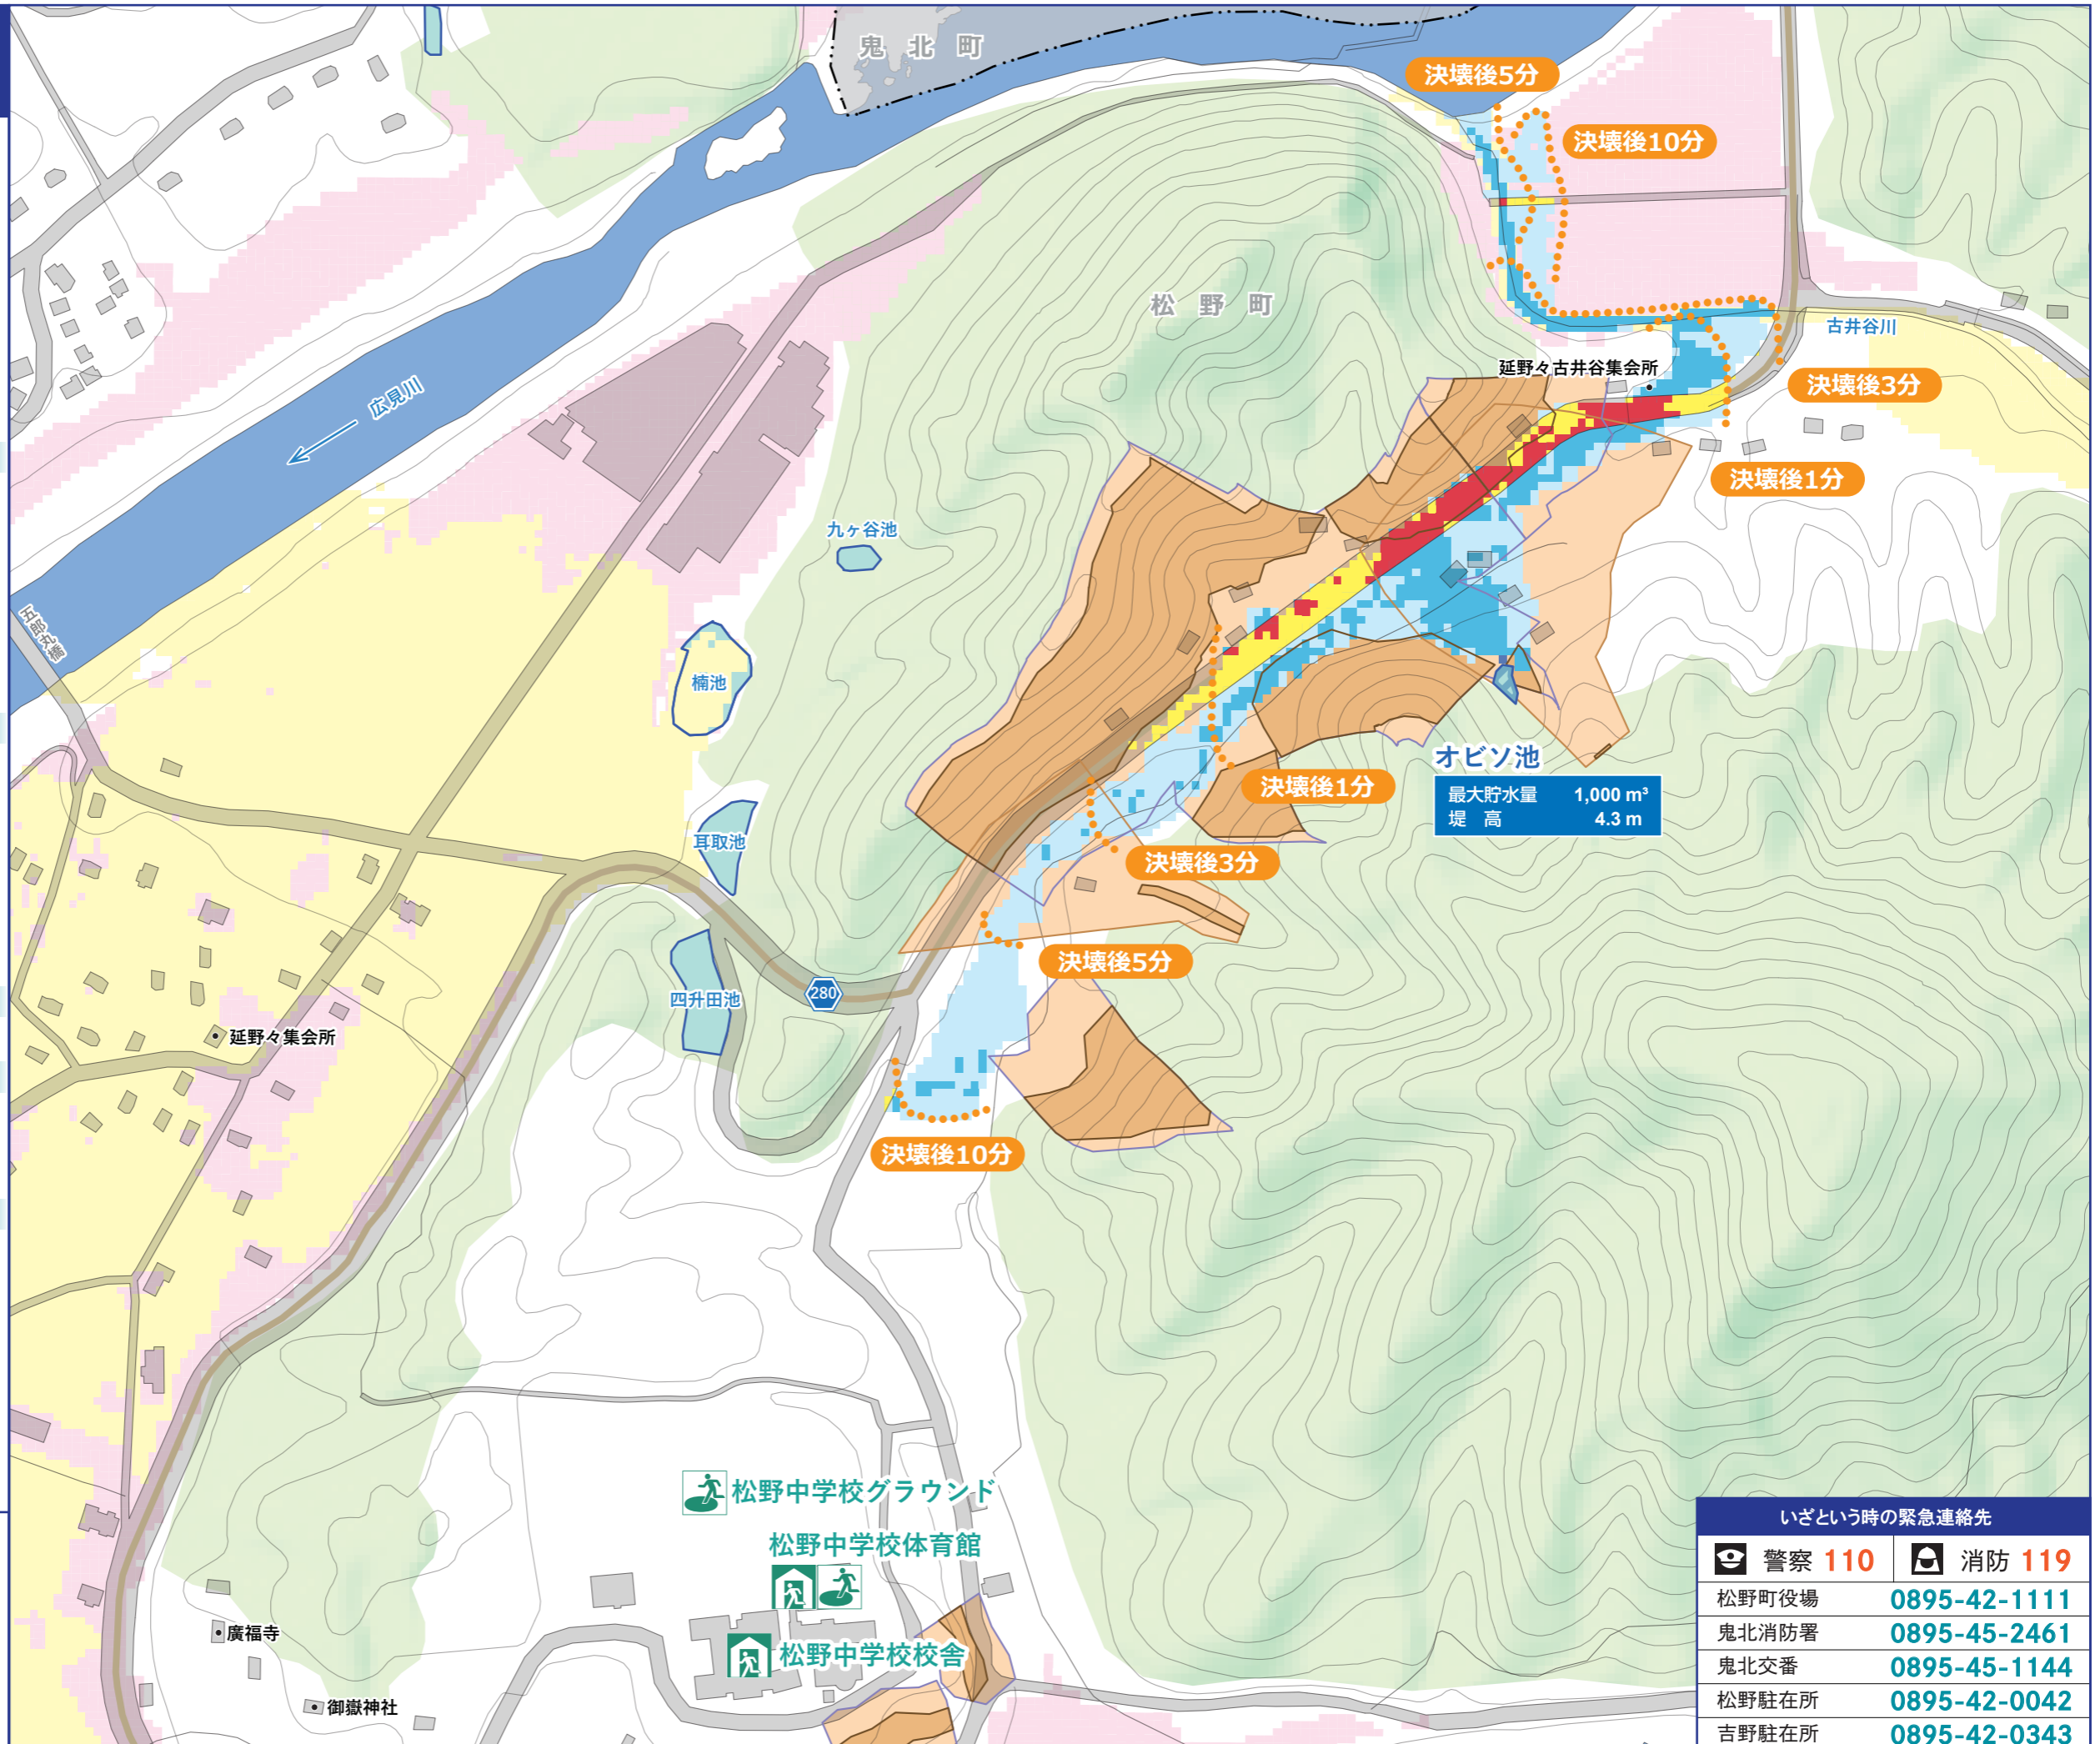 鬼北町
決壊後5分
決壊後10分
松野町
古井谷川
延野々古井谷集会所
決壊後3分
広見川
決壊後1分
九ヶ谷池
五郎丸橋
楠池
オビソ池
最大貯水量 1,000 m³
堤 高 4.3 m
決壊後1分
耳取池
決壊後3分
決壊後5分
280
四升田池
延野々集会所
決壊後10分
松野中学校グラウンド
松野中学校体育館
松野中学校校舎
廣福寺
御嶽神社
いざという時の緊急連絡先
警察 110 消防 119
松野町役場 0895-42-1111
鬼北消防署 0895-45-2461
鬼北交番 0895-45-1144
松野駐在所 0895-42-0042
吉野駐在所 0895-42-0343